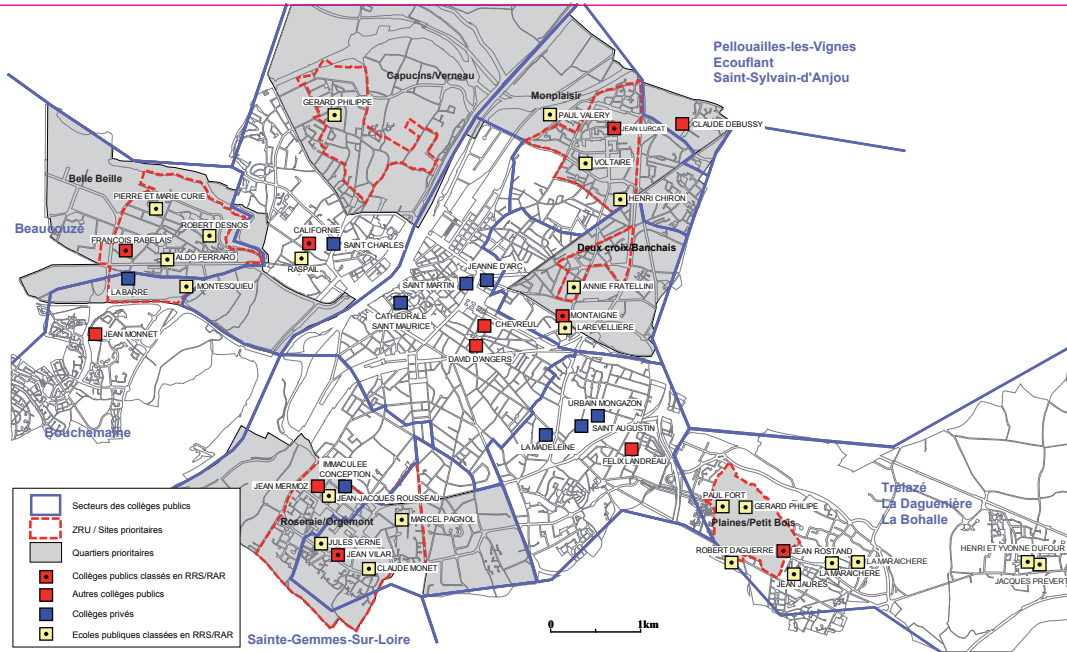 Pellouailles-les-Vignes
Ecouflant
Saint-Sylvain-d'Anjou
Capucins/Verneau
GERARD PHILIPPE
Monplaisir
PAUL VALERY
JEAN LURCAT
CLAUDE DEBUSSY
VOLTAIRE
HENRI CHIRON
Belle Beille
PIERRE ET MARIE CURIE
Beaucouzé
ROBERT DESNOS
FRANÇOIS RABELAIS
ALDO FERRARO
LA BARRE
MONTESQUIEU
JEAN MONNET
Bouchemaine
CALIFORNIE
SAINT CHARLES
RASPAIL
Deux croix/Banchais
ANNIE FRATELLINI
MONTAIGNE
LAREVELLIERE
JEANNE D'ARC
SAINT MARTIN
CATHEDRALE
SAINT MAURICE
CHEVREUL
DAVID D'ANGERS
URBAIN MONGAZON
SAINT AUGUSTIN
LA MADELEINE
FELIX LANDREAU
IMMACULEE
CONCEPTION
JEAN MERMOZ
JEAN-JACQUES ROUSSEAU
Roseraie/Orgemont
MARCEL PAGNOL
JULES VERNE
JEAN VILAR
CLAUDE MONET
Trélazé
La Daguenière
La Bohalle
PAUL FORT
GERARD PHILIPE
Plaines/Petit Bois
ROBERT DAGUERRE
JEAN ROSTAND
LA MARAICHERE
LA MARAICHERE
JEAN JAURES
HENRI ET YVONNE DUFOUR
JACQUES PREVERT
Sainte-Gemmes-Sur-Loire
0 1km
Secteurs des collèges publics
ZRU / Sites prioritaires
Quartiers prioritaires
Collèges publics classés en RRS/RAR
Autres collèges publics
Collèges privés
Ecoles publiques classées en RRS/RAR